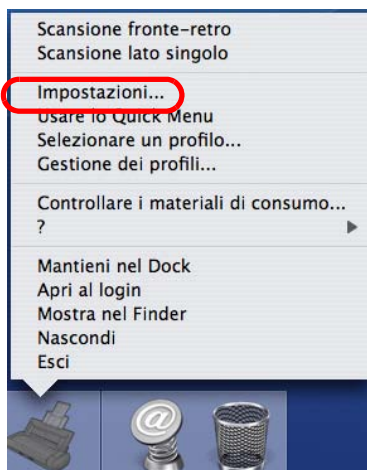 Scansione fronte-retro
Scansione lato singolo
Impostazioni...
Usare lo Quick Menu
Selezionare un profilo...
Gestione dei profili...
Controllare i materiali di consumo...
?
Mantieni nel Dock
Apri al login
Mostra nel Finder
Nascondi
Esci
@